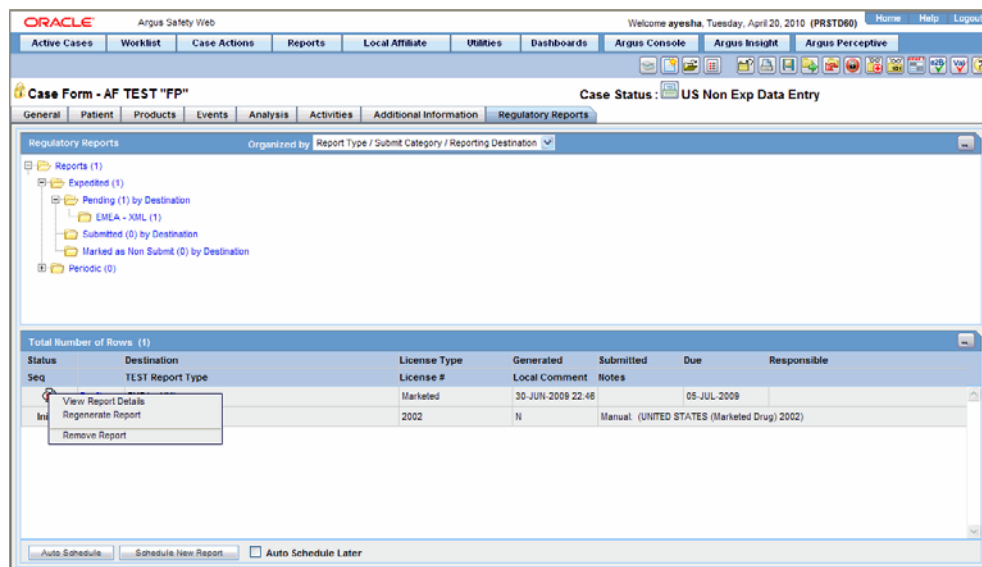 ORACLE Argus Safety Web Welcome ayesha, Tuesday, April 20, 2010 (PRSTD60) Home Help Logout
Active Cases Worklist Case Actions Reports Local Affiliate Utilities Dashboards Argus Console Argus Insight Argus Perceptive
Case Form - AF TEST "FP" Case Status : US Non Exp Data Entry
General Patient Products Events Analysis Activities Additional Information Regulatory Reports
Regulatory Reports Organized by Report Type / Submit Category / Reporting Destination
Reports (1)
Expedited (1)
Pending (1) by Destination
EMEA - XML (1)
Submitted (0) by Destination
Marked as Non Submit (0) by Destination
Periodic (0)
Total Number of Rows (1)
Status Destination License Type Generated Submitted Due Responsible
Seq TEST Report Type License # Local Comment Notes
Marketed 30-JUN-2009 22:46 05-JUL-2009
View Report Details
Regenerate Report
Ini 2002 N Manual: (UNITED STATES (Marketed Drug) 2002)
Remove Report
Auto Schedule Schedule New Report Auto Schedule Later